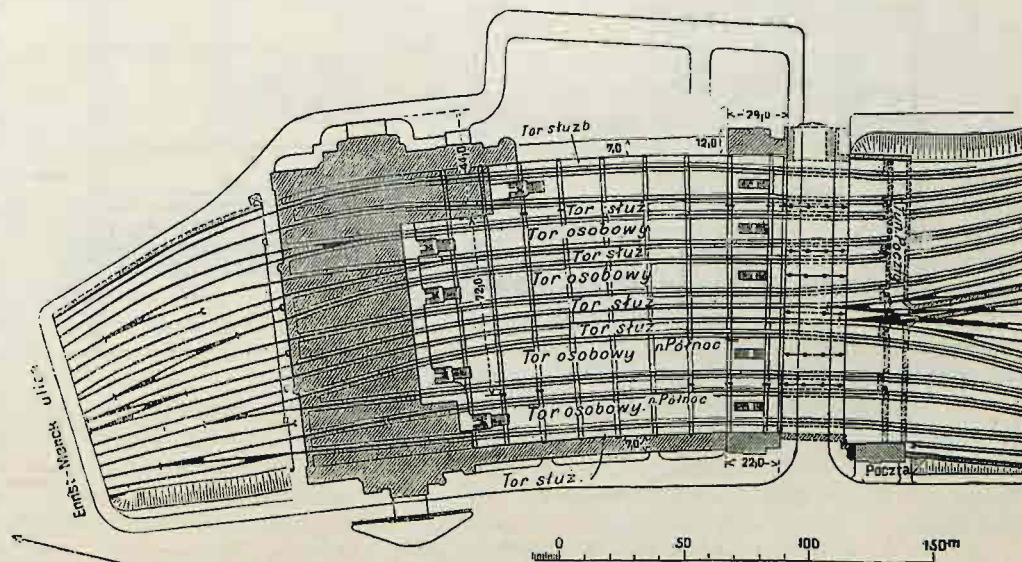 29,0
Tor służb
7,0
12,0
44,0
Tor służ
Tor osobowy
Tor służ
72,0
Tor osobowy
Tor służ
Tor służ.
Tor osobowy n Północ
Tor osobowy. n Północ
7,0
22,0
Tor służ.
Poczta
ulica
0 50 100 150m